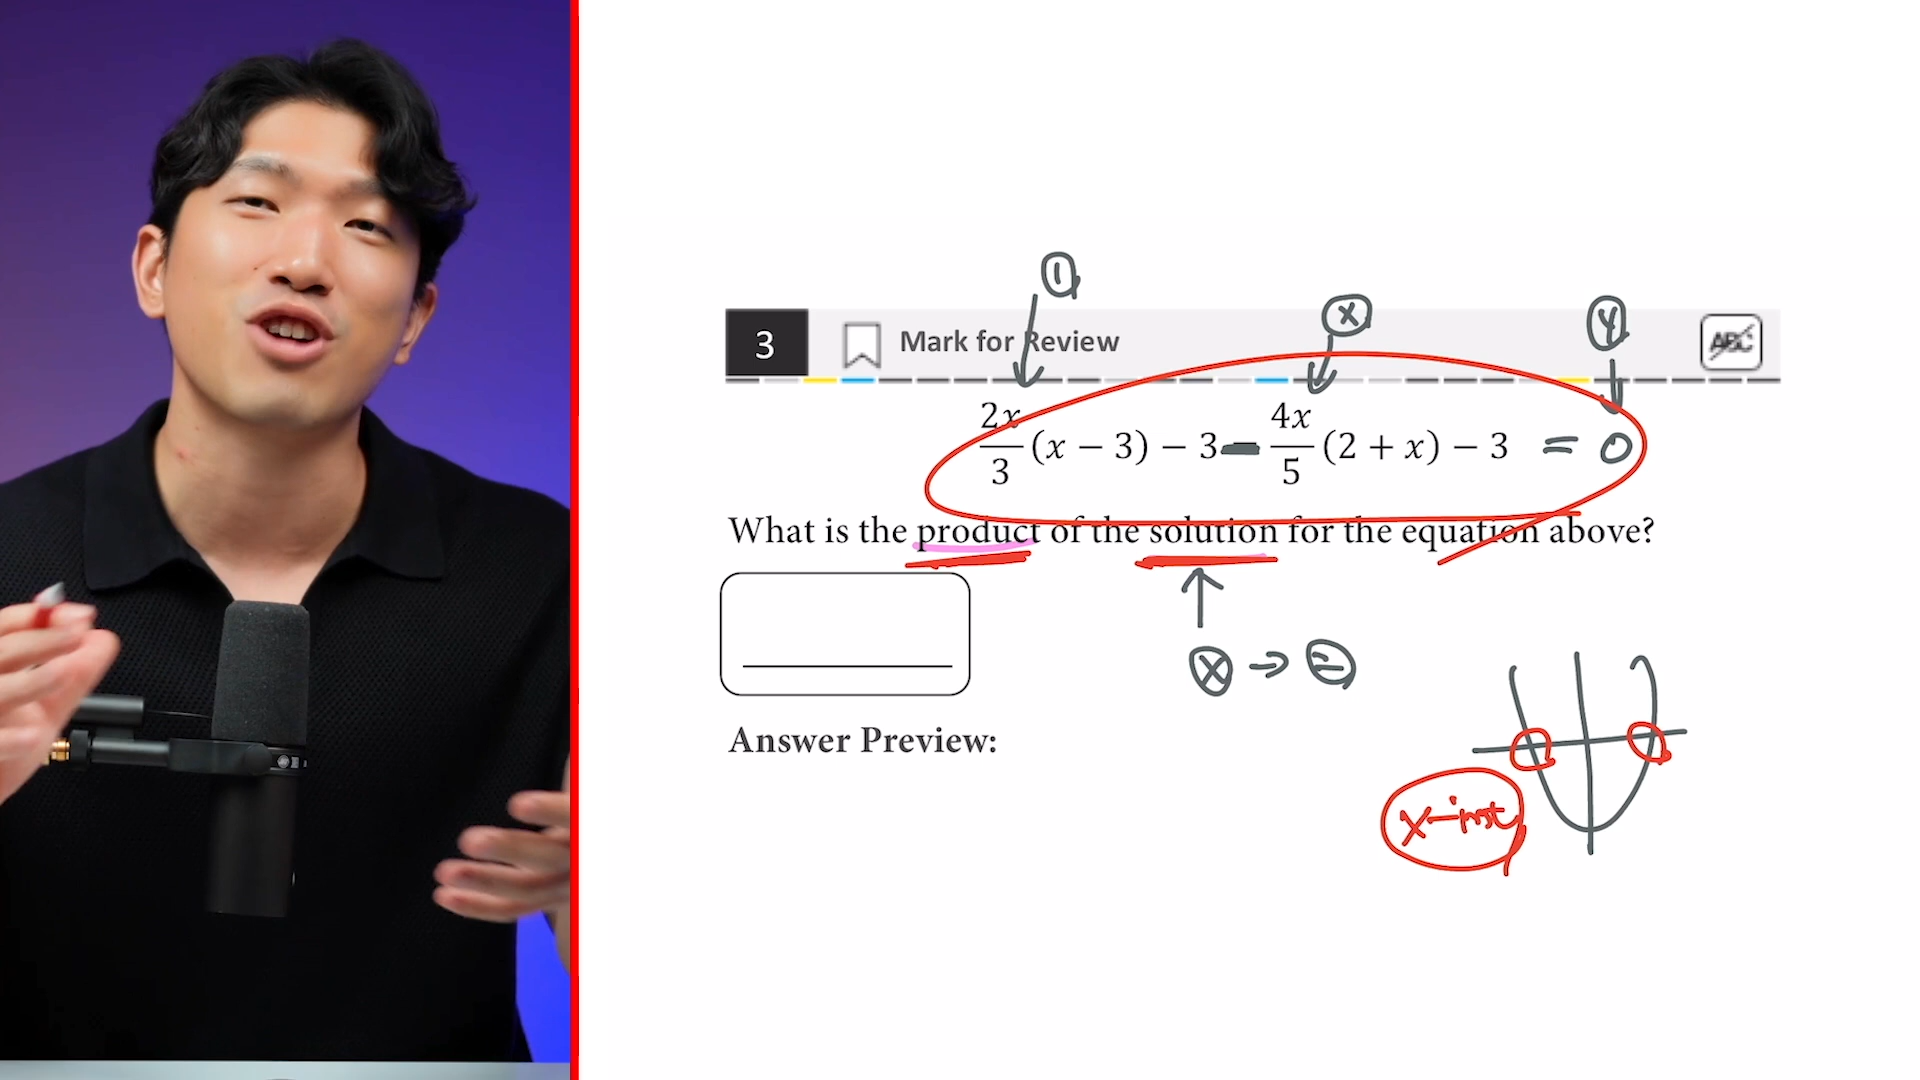 ①
3 Mark for Review Ⓧ Ⓨ ABC
2x/3 (x − 3) − 3 − 4x/5 (2 + x) − 3 = 0
What is the product of the solution for the equation above?
Ⓧ → ②
Answer Preview: